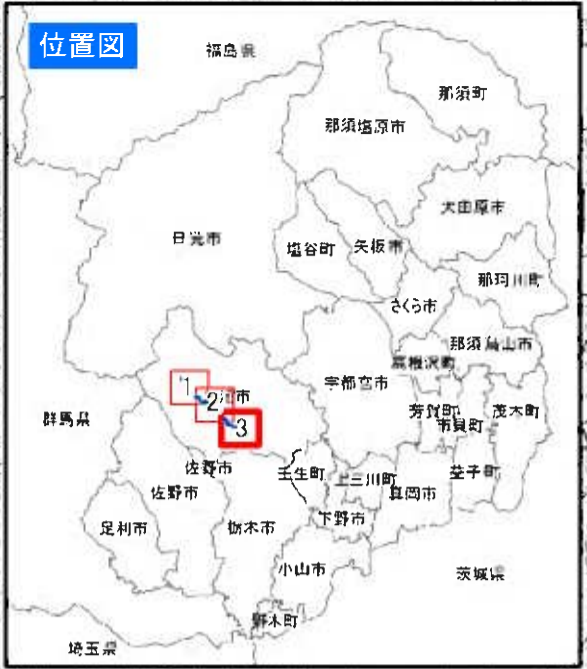 位置図
福島県
那須町
那須塩原市
大田原市
日光市
塩谷町
矢板市
那珂川町
さくら市
那須烏山市
高根沢町
宇都宮市
1
2
沼市
芳賀町
市貝町
茂木町
群馬県
3
佐野市
壬生町
上三川町
益子町
佐野市
真岡市
足利市
栃木市
下野市
小山市
茨城県
野木町
埼玉県